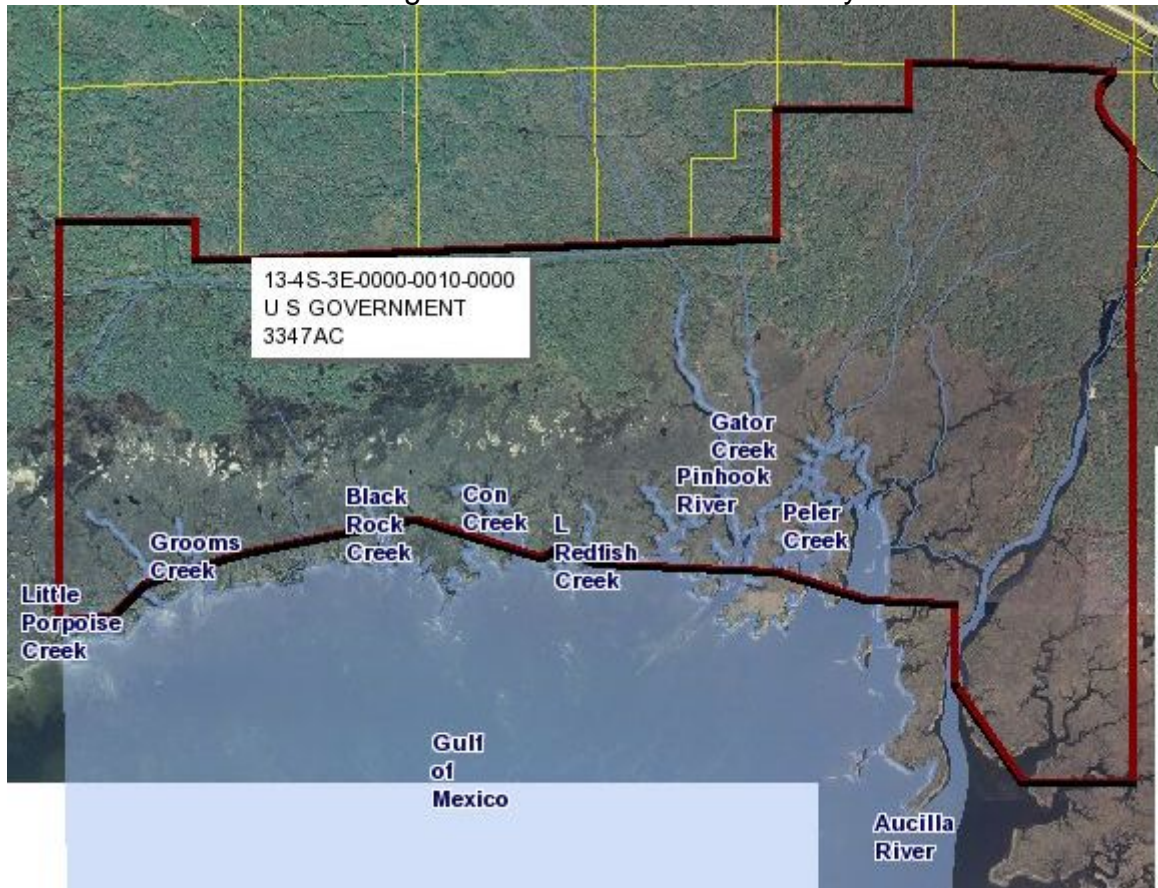 13-4S-3E-0000-0010-0000
U S GOVERNMENT
3347AC
Gator
Creek
Pinhook
River
Black
Rock
Creek
Con
Creek
L
Redfish
Creek
Peler
Creek
Grooms
Creek
Little
Porpoise
Creek
Gulf
of
Mexico
Aucilla
River